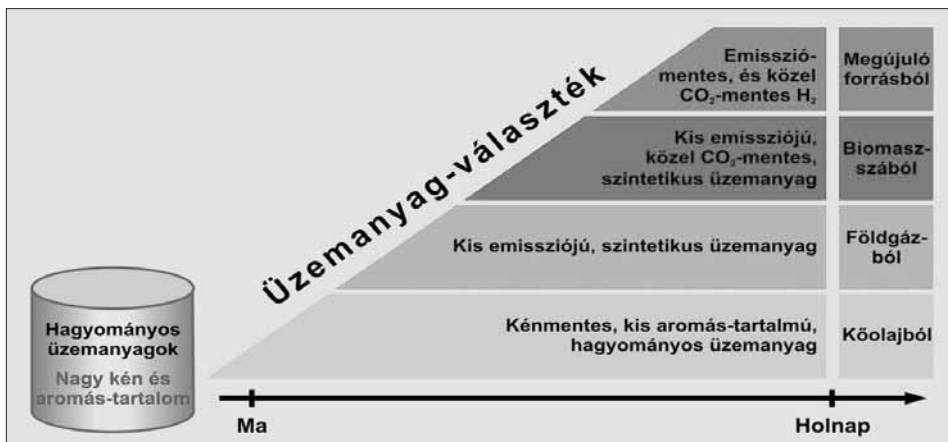 Üzemanyag-választék
Emisszió-
mentes, és közel
CO₂-mentes H₂
Megújuló
forrásból
Kis emissziójú,
közel CO₂-mentes,
szintetikus üzemanyag
Biomasz-
szából
Kis emissziójú, szintetikus üzemanyag
Földgáz-
ból
Kénmentes, kis aromás-tartalmú,
hagyományos üzemanyag
Kőolajból
Hagyományos
üzemanyagok
Nagy kén és
aromás-tartalom
Ma
Holnap